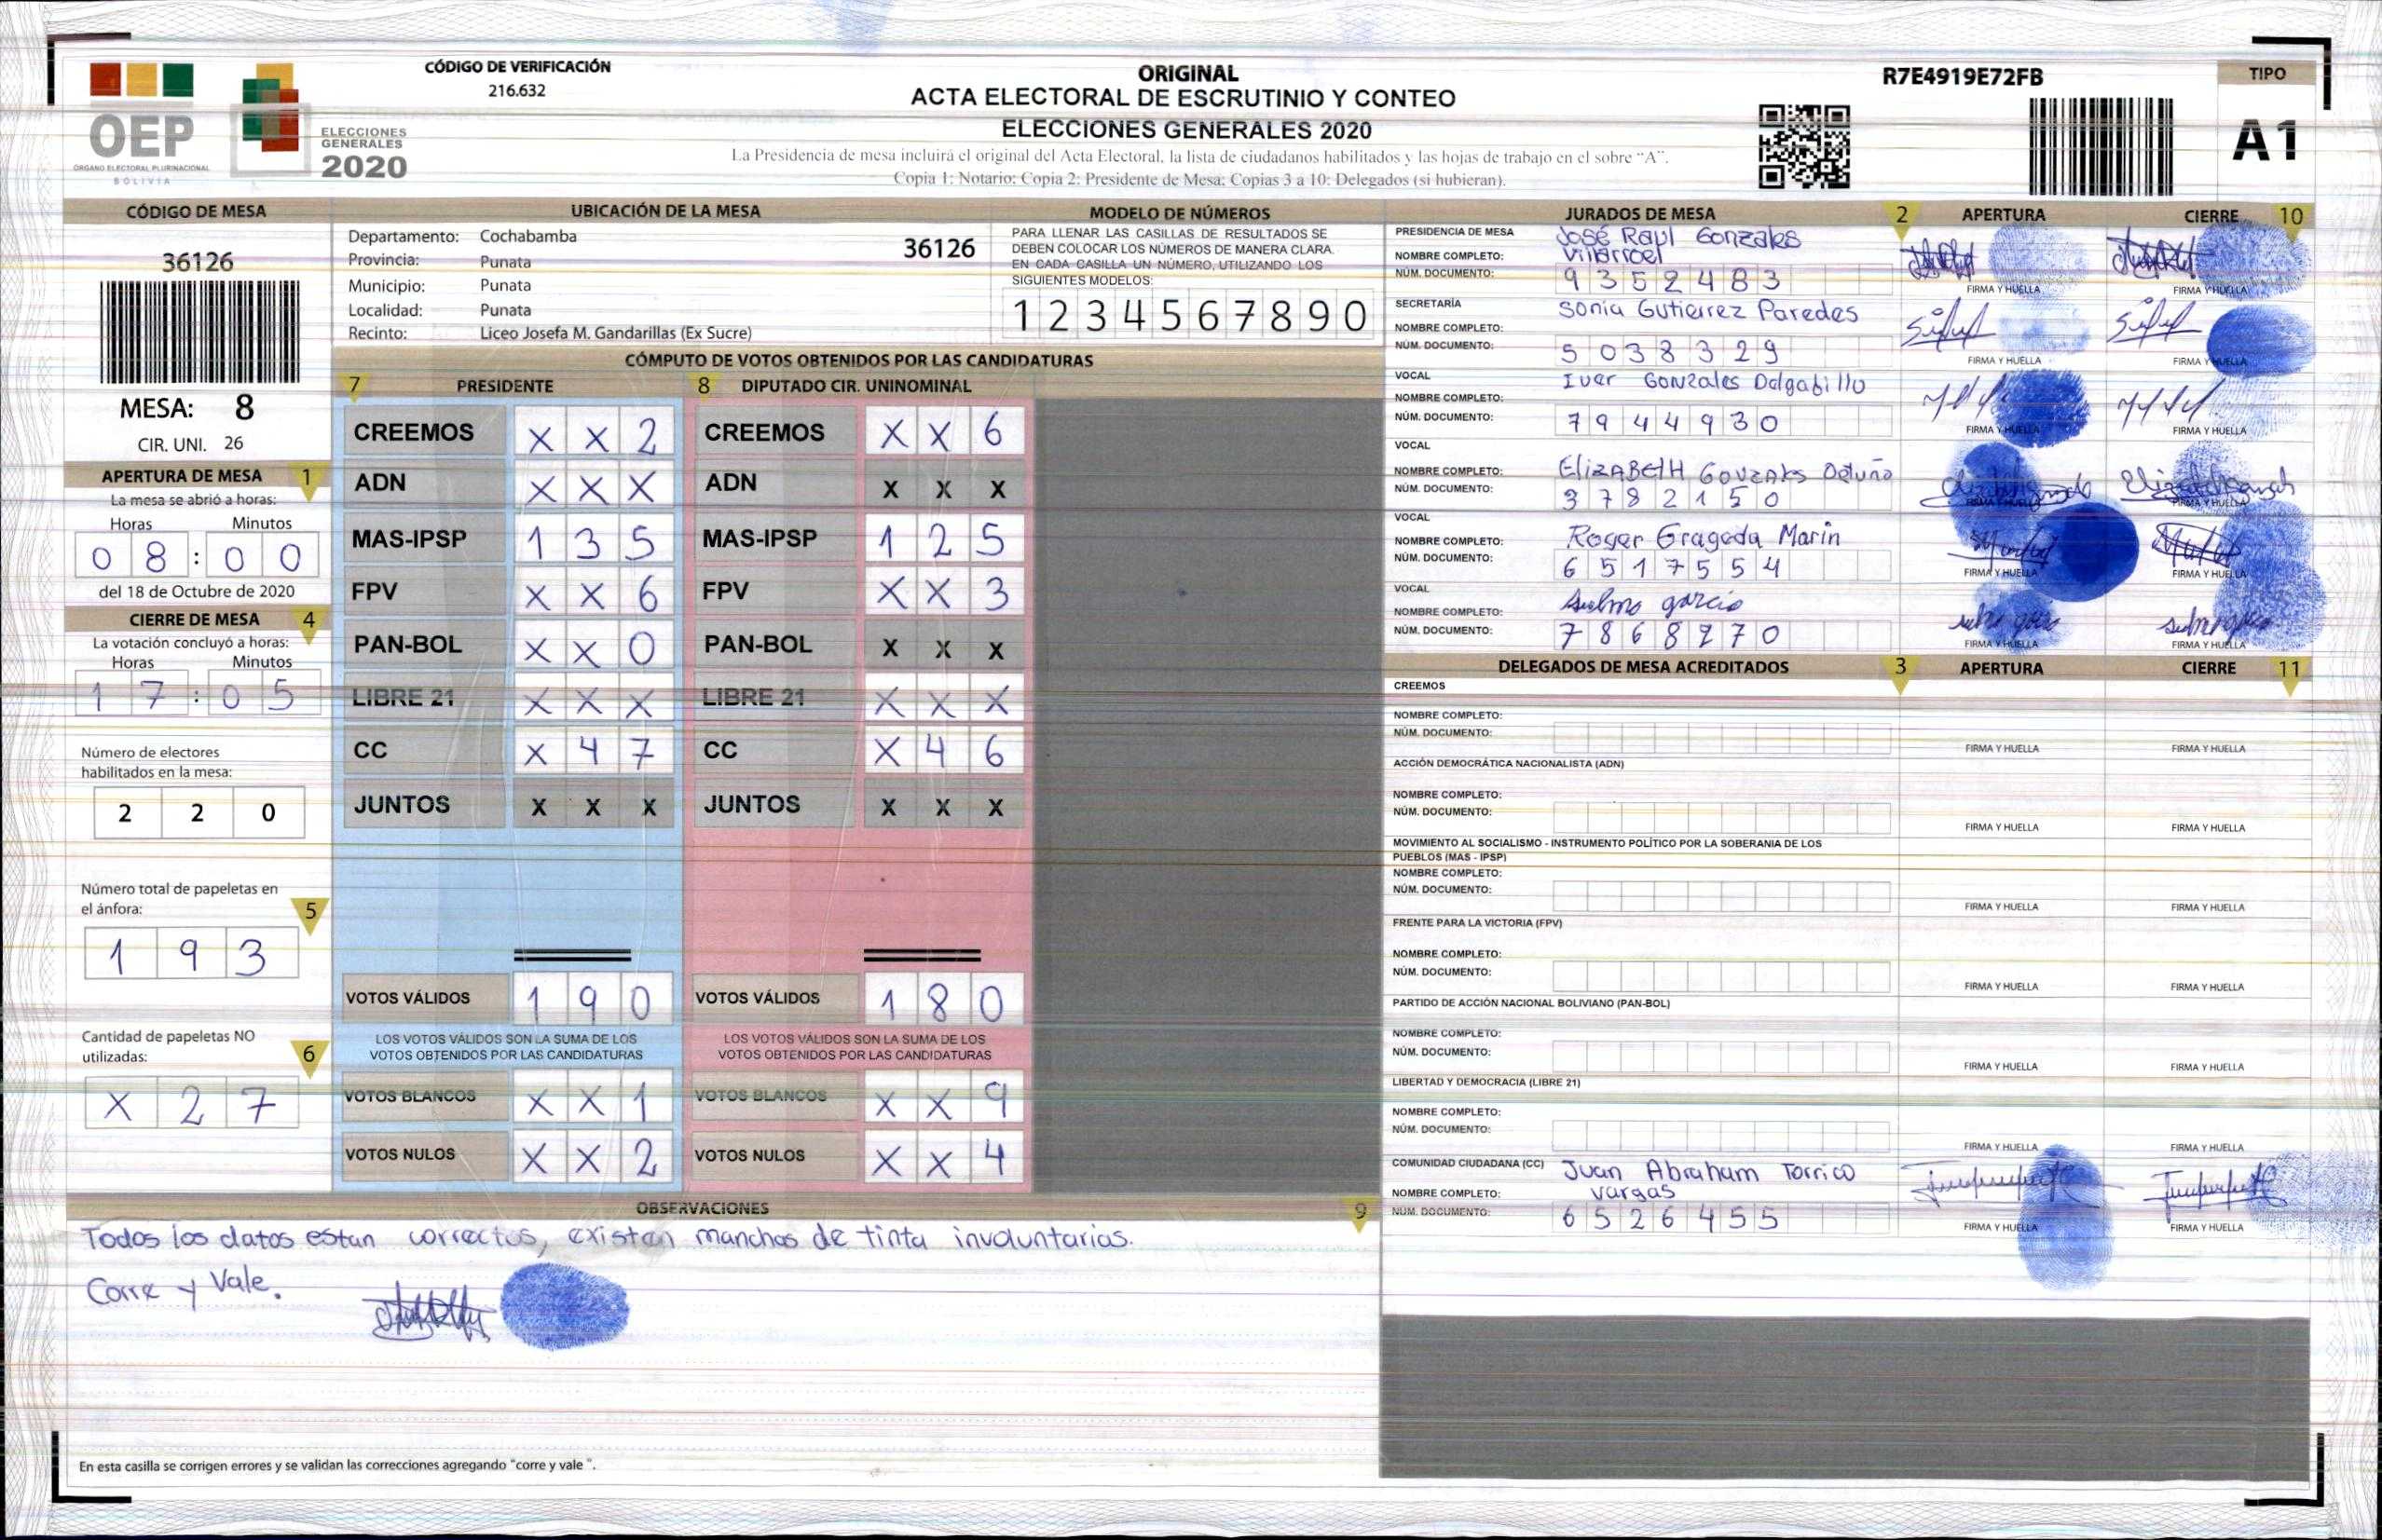 CÓDIGO DE VERIFICACIÓN
216.632
OEP
ÓRGANO ELECTORAL PLURINACIONAL
BOLIVIA
ELECCIONES
GENERALES
2020
ORIGINAL
ACTA ELECTORAL DE ESCRUTINIO Y CONTEO
ELECCIONES GENERALES 2020
La Presidencia de mesa incluirá el original del Acta Electoral, la lista de ciudadanos habilitados y las hojas de trabajo en el sobre “A”.
Copia 1: Notario; Copia 2: Presidente de Mesa; Copias 3 a 10: Delegados (si hubieran).
R7E4919E72FB
TIPO
A1
CÓDIGO DE MESA
36126
MESA: 8
CIR. UNI. 26
APERTURA DE MESA 1
La mesa se abrió a horas:
Horas Minutos
0 8 : 0 0
del 18 de Octubre de 2020
CIERRE DE MESA 4
La votación concluyó a horas:
Horas Minutos
1 7 : 0 5
Número de electores
habilitados en la mesa:
2 2 0
Número total de papeletas en
el ánfora: 5
1 9 3
Cantidad de papeletas NO
utilizadas: 6
X 2 7
UBICACIÓN DE LA MESA
Departamento: Cochabamba 36126
Provincia: Punata
Municipio: Punata
Localidad: Punata
Recinto: Liceo Josefa M. Gandarillas (Ex Sucre)
MODELO DE NÚMEROS
PARA LLENAR LAS CASILLAS DE RESULTADOS SE
DEBEN COLOCAR LOS NÚMEROS DE MANERA CLARA.
EN CADA CASILLA UN NÚMERO, UTILIZANDO LOS
SIGUIENTES MODELOS:
1 2 3 4 5 6 7 8 9 0
CÓMPUTO DE VOTOS OBTENIDOS POR LAS CANDIDATURAS
7 PRESIDENTE 8 DIPUTADO CIR. UNINOMINAL
CREEMOS X X 2 CREEMOS X X 6
ADN X X X ADN X X X
MAS-IPSP 1 3 5 MAS-IPSP 1 2 5
FPV X X 6 FPV X X 3
PAN-BOL X X 0 PAN-BOL X X X
LIBRE 21 X X X LIBRE 21 X X X
CC X 4 7 CC X 4 6
JUNTOS X X X JUNTOS X X X
VOTOS VÁLIDOS 1 9 0 VOTOS VÁLIDOS 1 8 0
LOS VOTOS VÁLIDOS SON LA SUMA DE LOS LOS VOTOS VÁLIDOS SON LA SUMA DE LOS
VOTOS OBTENIDOS POR LAS CANDIDATURAS VOTOS OBTENIDOS POR LAS CANDIDATURAS
VOTOS BLANCOS X X 1 VOTOS BLANCOS X X 9
VOTOS NULOS X X 2 VOTOS NULOS X X 4
OBSERVACIONES 9
Todos los datos estan correctos, existen manchas de tinta involuntarias.
Corre y Vale.
En esta casilla se corrigen errores y se validan las correcciones agregando "corre y vale ".
JURADOS DE MESA 2 APERTURA CIERRE 10
PRESIDENCIA DE MESA José Raul Gonzales
NOMBRE COMPLETO: Villarroel
NÚM. DOCUMENTO: 9 3 5 2 4 8 3
FIRMA Y HUELLA FIRMA Y HUELLA
SECRETARÍA Sonia Gutierrez Paredes
NOMBRE COMPLETO:
NÚM. DOCUMENTO: 5 0 3 8 3 2 9
FIRMA Y HUELLA FIRMA Y HUELLA
VOCAL Iver Gonzales Delgadillo
NOMBRE COMPLETO:
NÚM. DOCUMENTO: 7 9 4 4 9 3 0
FIRMA Y HUELLA FIRMA Y HUELLA
VOCAL
NOMBRE COMPLETO: ElizABEtH Gonzales Ortuño
NÚM. DOCUMENTO: 3 7 8 2 1 5 0
FIRMA Y HUELLA FIRMA Y HUELLA
VOCAL
NOMBRE COMPLETO: Roger Grageda Marin
NÚM. DOCUMENTO: 6 5 1 7 5 5 4
FIRMA Y HUELLA FIRMA Y HUELLA
VOCAL
NOMBRE COMPLETO: garcia
NÚM. DOCUMENTO: 7 8 6 8 2 7 0
FIRMA Y HUELLA FIRMA Y HUELLA
DELEGADOS DE MESA ACREDITADOS 3 APERTURA CIERRE 11
CREEMOS
NOMBRE COMPLETO:
NÚM. DOCUMENTO:
FIRMA Y HUELLA FIRMA Y HUELLA
ACCIÓN DEMOCRÁTICA NACIONALISTA (ADN)
NOMBRE COMPLETO:
NÚM. DOCUMENTO:
FIRMA Y HUELLA FIRMA Y HUELLA
MOVIMIENTO AL SOCIALISMO - INSTRUMENTO POLÍTICO POR LA SOBERANIA DE LOS
PUEBLOS (MAS - IPSP)
NOMBRE COMPLETO:
NÚM. DOCUMENTO:
FIRMA Y HUELLA FIRMA Y HUELLA
FRENTE PARA LA VICTORIA (FPV)
NOMBRE COMPLETO:
NÚM. DOCUMENTO:
FIRMA Y HUELLA FIRMA Y HUELLA
PARTIDO DE ACCIÓN NACIONAL BOLIVIANO (PAN-BOL)
NOMBRE COMPLETO:
NÚM. DOCUMENTO:
FIRMA Y HUELLA FIRMA Y HUELLA
LIBERTAD Y DEMOCRACIA (LIBRE 21)
NOMBRE COMPLETO:
NÚM. DOCUMENTO:
FIRMA Y HUELLA FIRMA Y HUELLA
COMUNIDAD CIUDADANA (CC) Juan Abraham Torrico
NOMBRE COMPLETO: Vargas
NÚM. DOCUMENTO: 6 5 2 6 4 5 5
FIRMA Y HUELLA FIRMA Y HUELLA